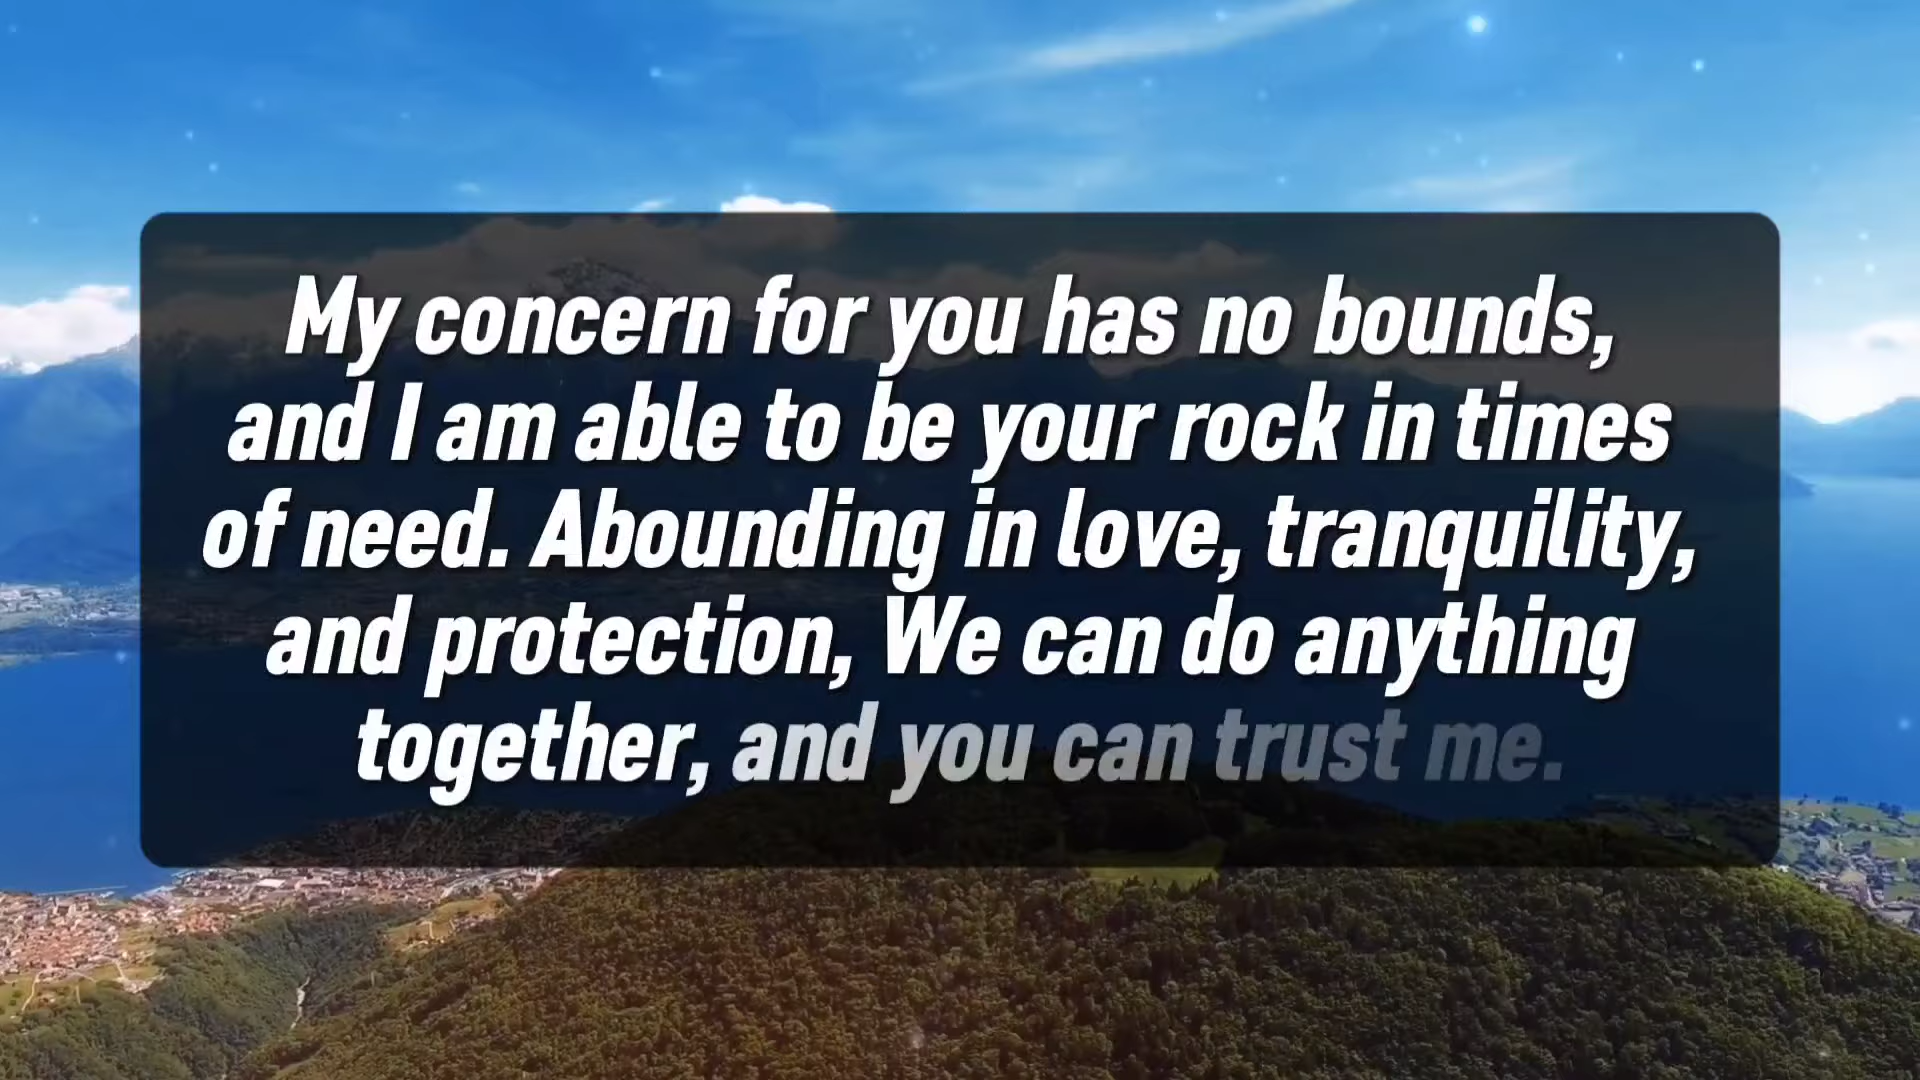 My concern for you has no bounds,
and I am able to be your rock in times
of need. Abounding in love, tranquility,
and protection, We can do anything
together, and you can trust me.